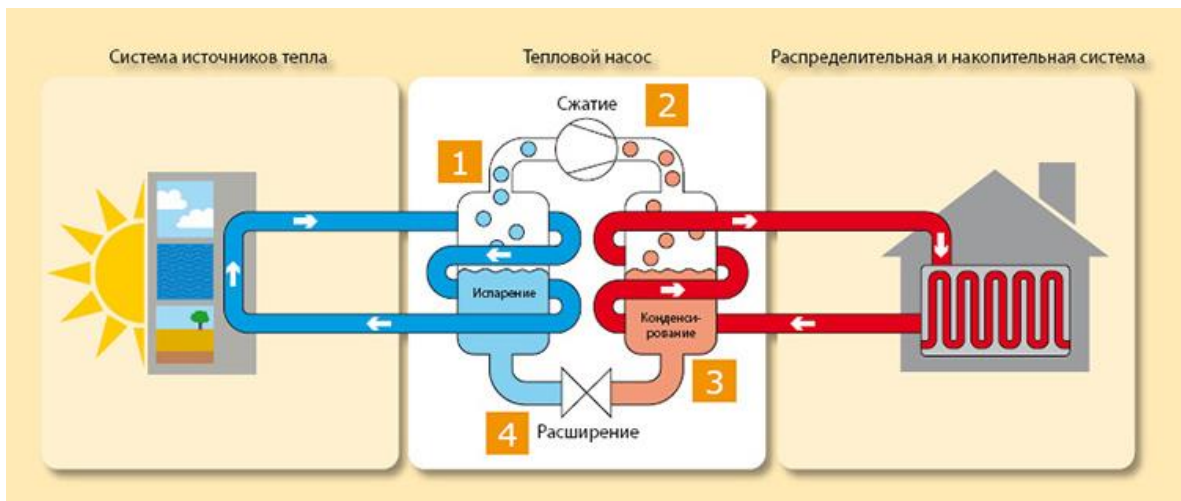 Система источников тепла
Тепловой насос
Распределительная и накопительная система
Сжатие
2
1
Испарение
Конденси-
рование
3
4
Расширение